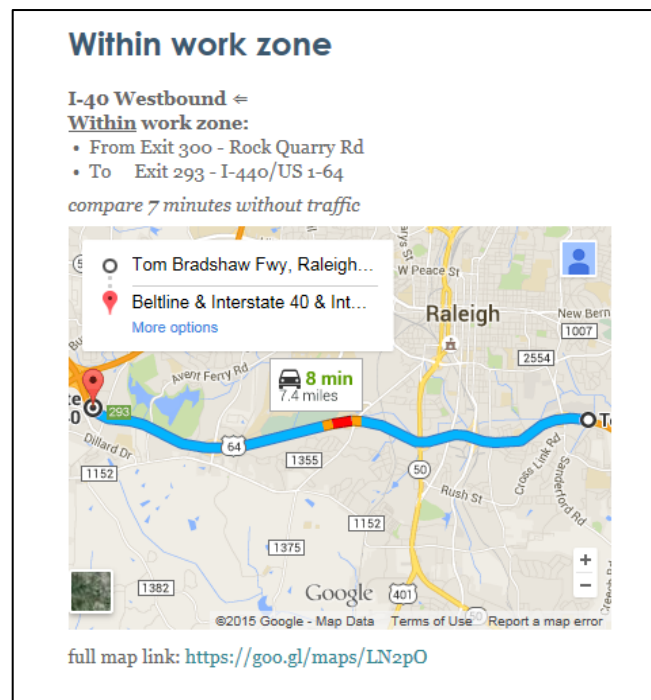 Within work zone
I-40 Westbound ⇐
Within work zone:
• From Exit 300 - Rock Quarry Rd
• To Exit 293 - I-440/US 1-64
compare 7 minutes without traffic
Tom Bradshaw Fwy, Raleigh...
Beltline & Interstate 40 & Int...
More options
W Peace St
Raleigh
New Bern
1007
2554
Avent Ferry Rd
8 min
7.4 miles
293
64
Dillard Dr
1355
1152
50
Cross Link Rd
Sanderford Rd
Rush St
1152
1375
1382
Google
401
50
Creech Rd
+
−
©2015 Google - Map Data Terms of Use Report a map error
full map link: https://goo.gl/maps/LN2pO